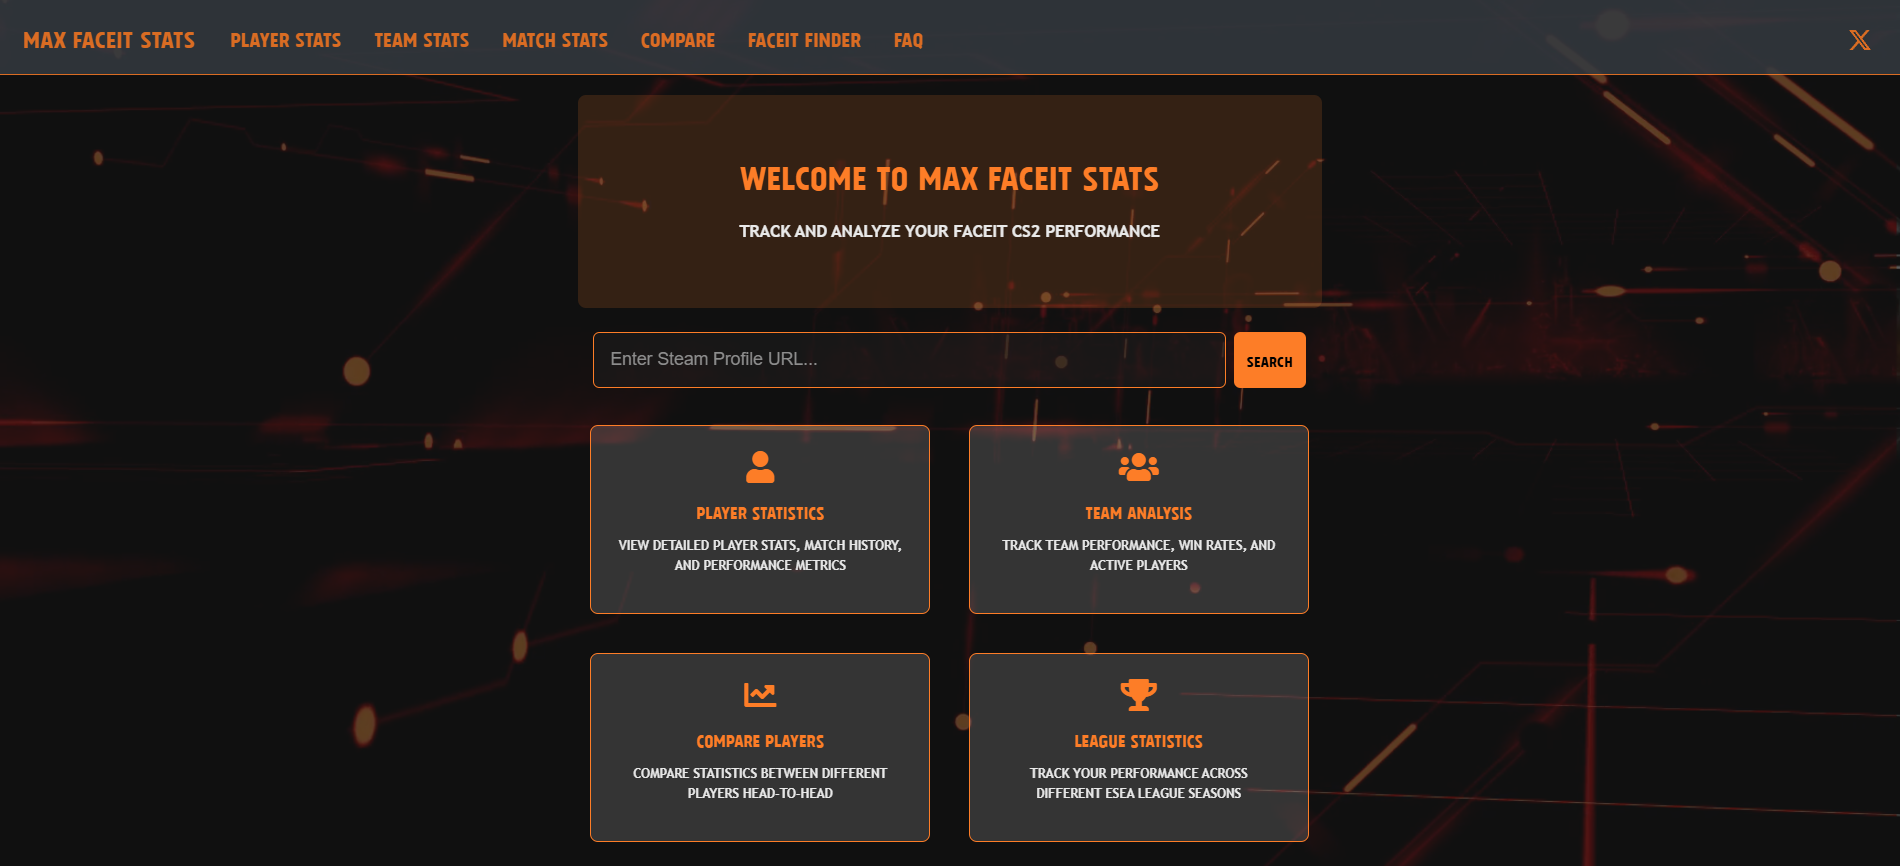 MAX FACEIT STATS PLAYER STATS TEAM STATS MATCH STATS COMPARE FACEIT FINDER FAQ
WELCOME TO MAX FACEIT STATS
TRACK AND ANALYZE YOUR FACEIT CS2 PERFORMANCE
Enter Steam Profile URL... SEARCH
PLAYER STATISTICS
VIEW DETAILED PLAYER STATS, MATCH HISTORY,
AND PERFORMANCE METRICS
TEAM ANALYSIS
TRACK TEAM PERFORMANCE, WIN RATES, AND
ACTIVE PLAYERS
COMPARE PLAYERS
COMPARE STATISTICS BETWEEN DIFFERENT
PLAYERS HEAD-TO-HEAD
LEAGUE STATISTICS
TRACK YOUR PERFORMANCE ACROSS
DIFFERENT ESEA LEAGUE SEASONS